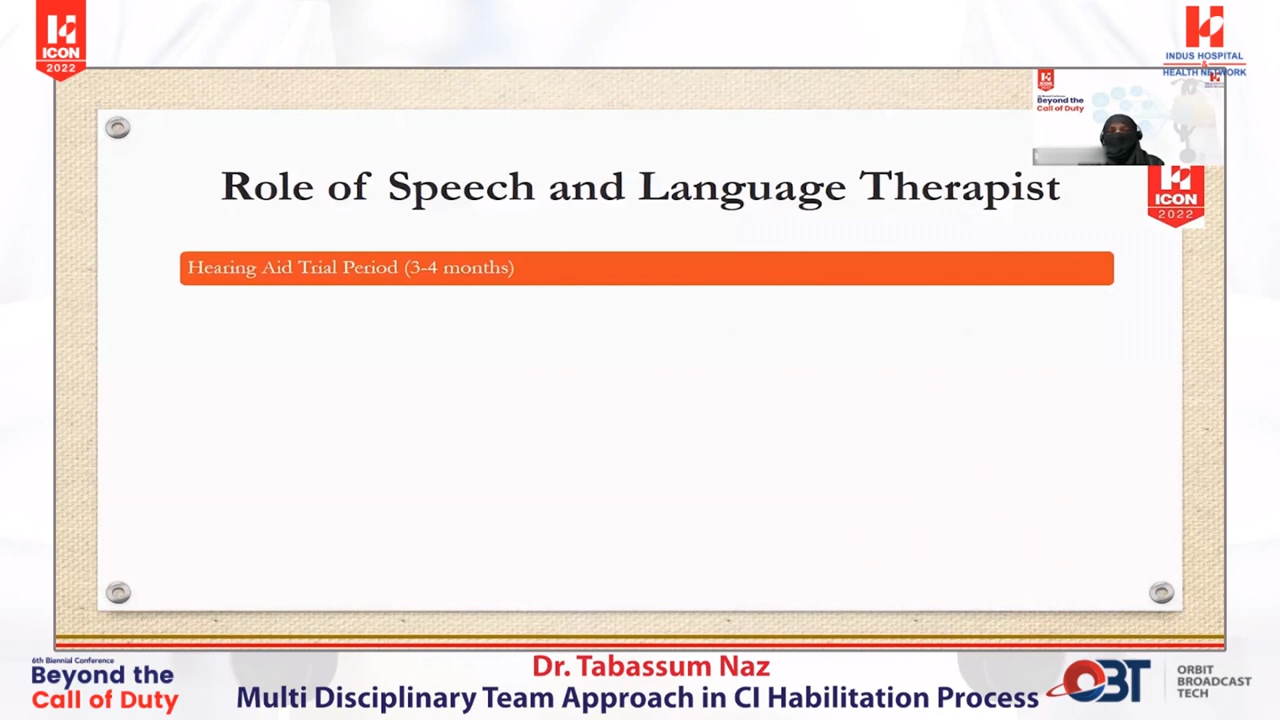 ICON
2022
INDUS HOSPITAL
&
HEALTH NETWORK
Beyond the
Call of Duty
ICON
2022
Role of Speech and Language Therapist
Hearing Aid Trial Period (3-4 months)
6th Biennial Conference
Beyond the
Call of Duty
Dr. Tabassum Naz
Multi Disciplinary Team Approach in CI Habilitation Process
OBT
ORBIT
BROADCAST
TECH